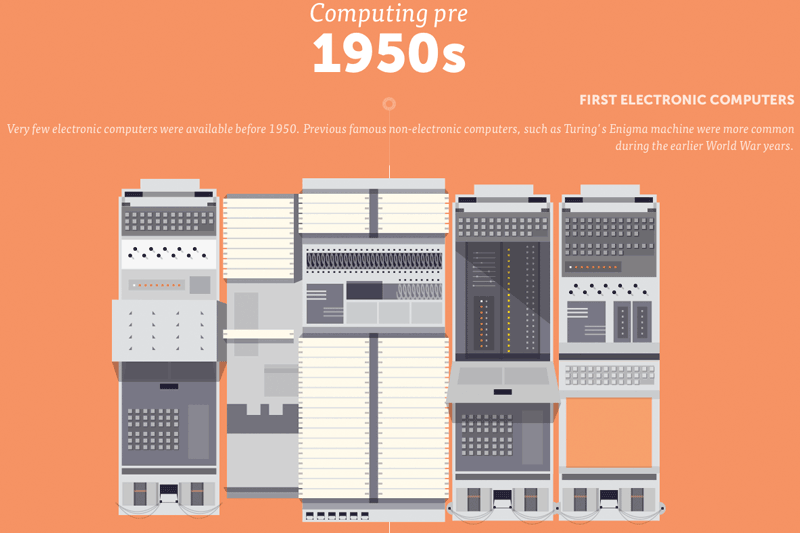 Computing pre
1950s
FIRST ELECTRONIC COMPUTERS
Very few electronic computers were available before 1950. Previous famous non-electronic computers, such as Turing's Enigma machine were more common
during the earlier World War years.